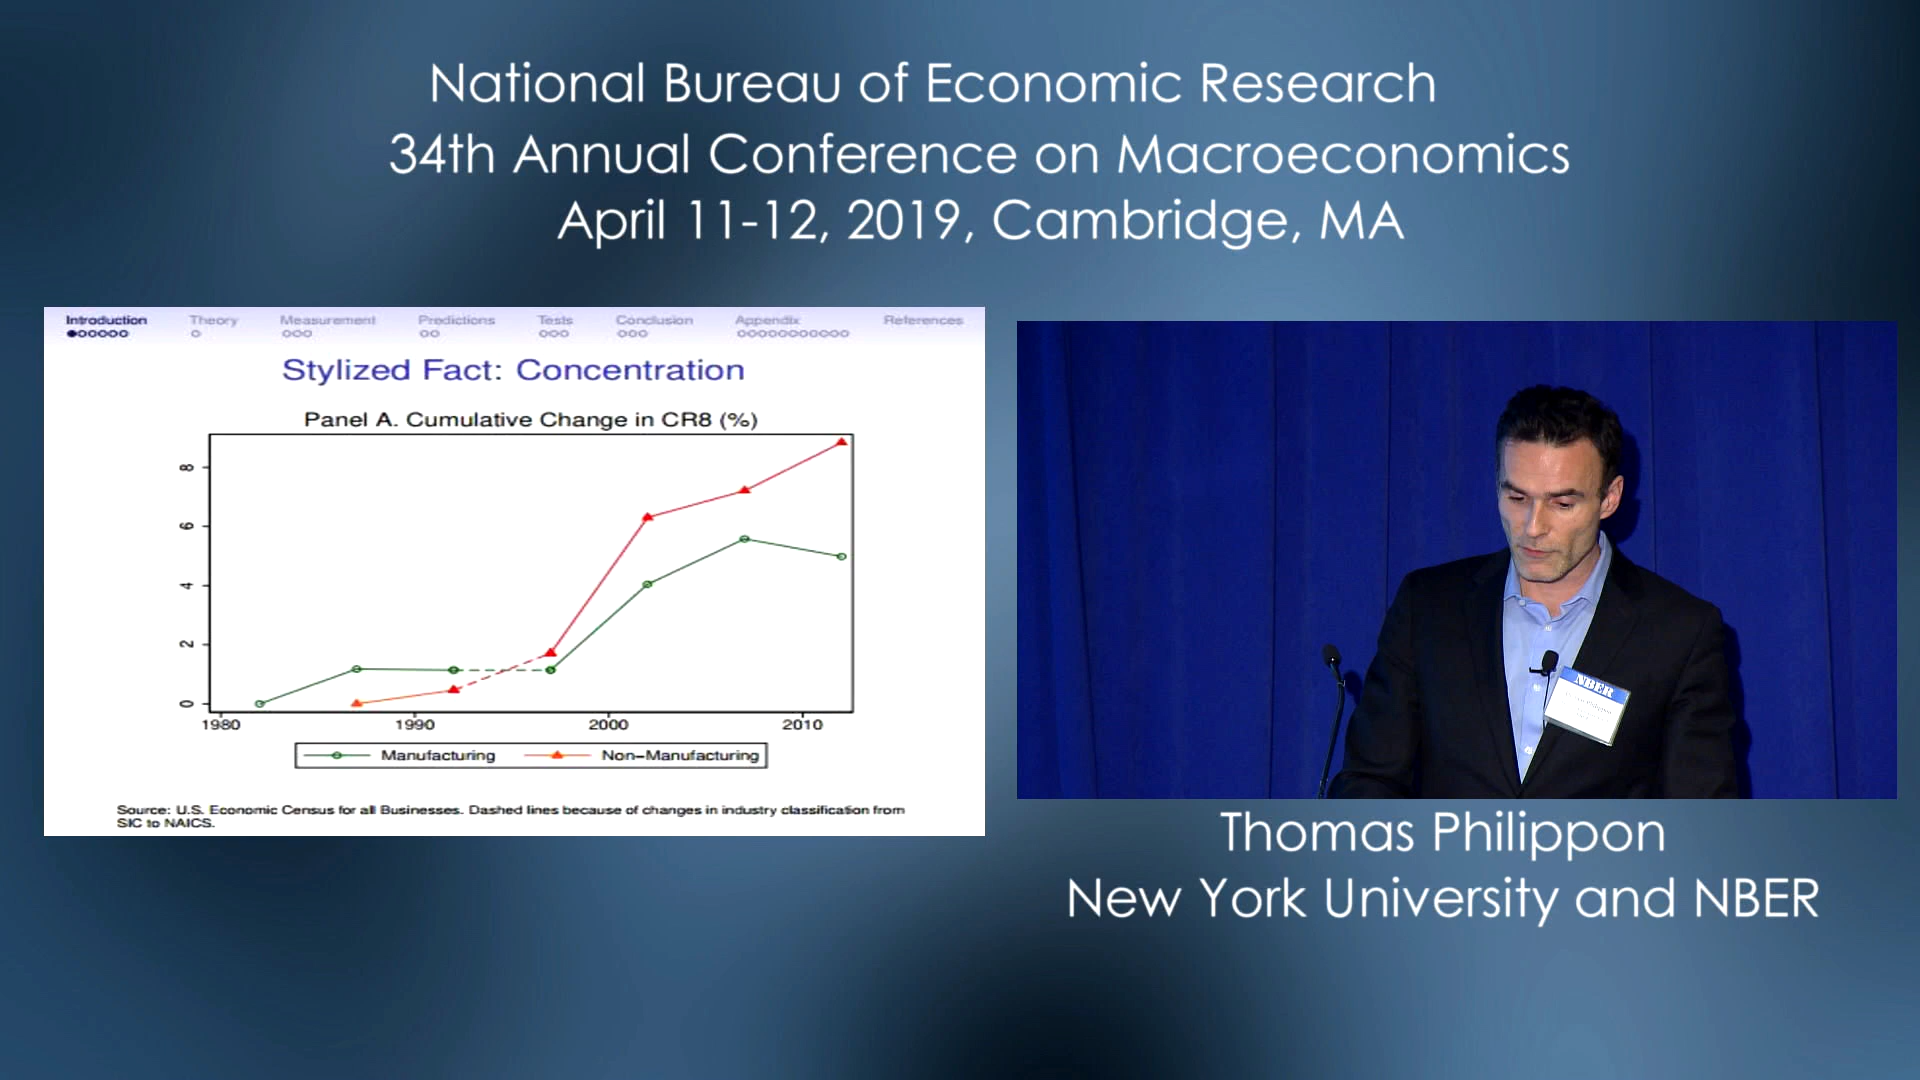 National Bureau of Economic Research
34th Annual Conference on Macroeconomics
April 11-12, 2019, Cambridge, MA
Introduction Theory Measurement Predictions Tests Conclusion Appendix References
Stylized Fact: Concentration
Panel A. Cumulative Change in CR8 (%)
8
6
4
2
0
1980 1990 2000 2010
Manufacturing Non-Manufacturing
Source: U.S. Economic Census for all Businesses. Dashed lines because of changes in industry classification from
SIC to NAICS.
NBER
Thomas Philippon
New York University and NBER